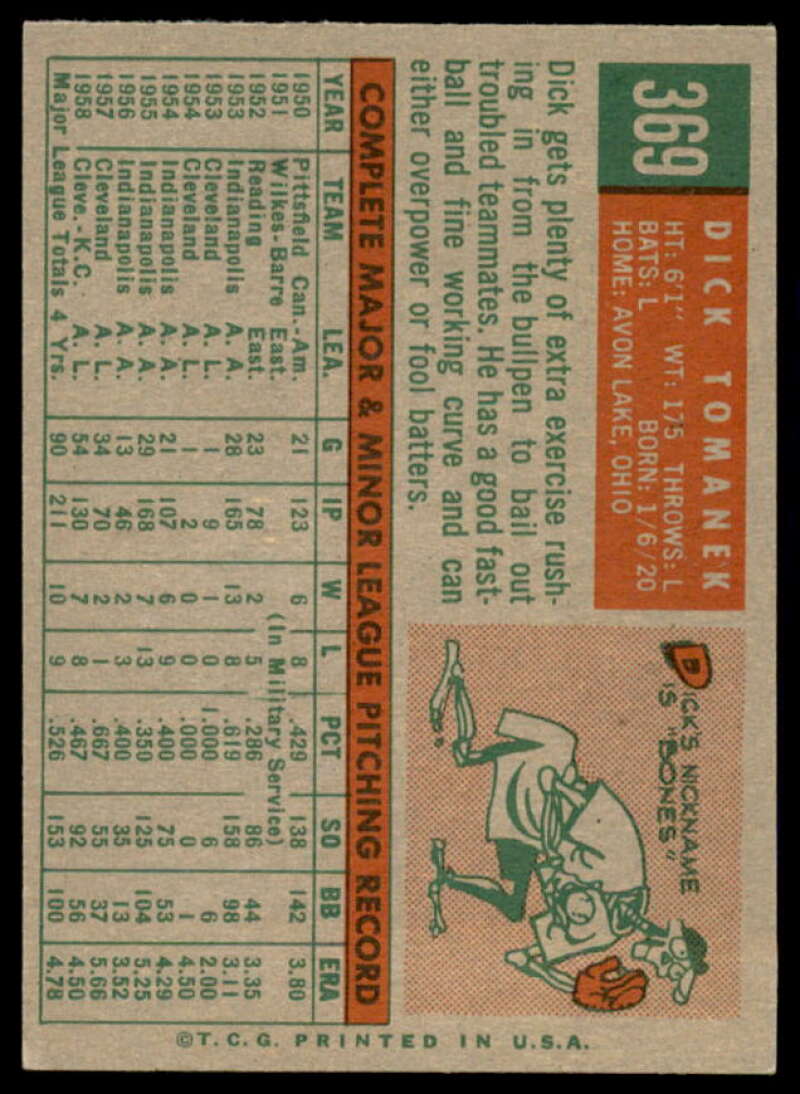 369
DICK TOMANEK
HT: 6'1" WT: 175 THROWS: L
BATS: L BORN: 1/6/20
HOME: AVON LAKE, OHIO
Dick gets plenty of extra exercise rush-
ing in from the bullpen to bail out
troubled teammates. He has a good fast-
ball and fine working curve and can
either overpower or fool batters.
DICK'S NICKNAME
IS "BONES"
COMPLETE MAJOR & MINOR LEAGUE PITCHING RECORD
YEAR TEAM LEA. G IP W L PCT SO BB ERA
1950 Pittsfield Can.-Am. 21 123 6 8 .429 138 142 3.80
1951 Wilkes-Barre East. (In Military Service)
1952 Reading East. 23 78 2 5 .286 86 44 3.35
1953 Indianapolis A. A. 28 165 13 8 .619 158 98 3.11
1953 Cleveland A. L. 1 9 1 0 1.000 6 6 2.00
1954 Cleveland A. L. 1 2 0 0 .000 0 1 4.50
1954 Indianapolis A. A. 21 107 6 9 .400 75 53 4.29
1955 Indianapolis A. A. 29 168 7 13 .350 125 104 5.25
1956 Indianapolis A. A. 13 46 2 3 .400 35 13 3.52
1957 Cleveland A. L. 34 70 2 1 .667 55 37 5.66
1958 Cleve.-K.C. A. L. 54 130 7 8 .467 92 56 4.50
Major League Totals 4 Yrs. 90 211 10 9 .526 153 100 4.78
©T.C.G. PRINTED IN U.S.A.